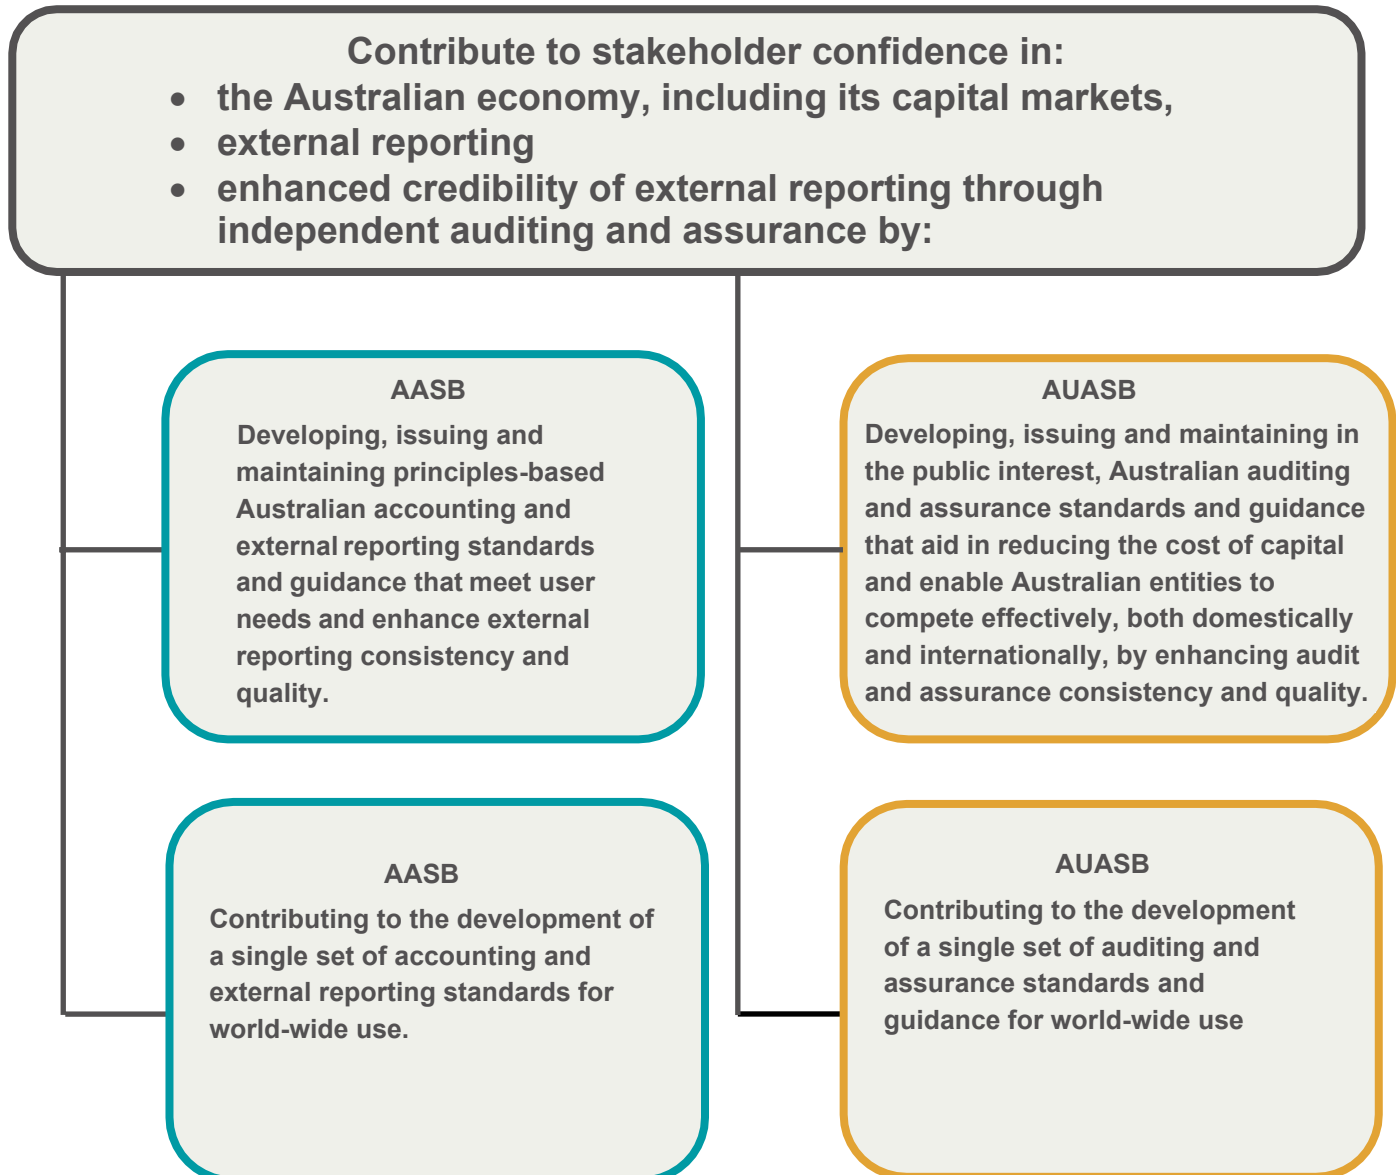 Contribute to stakeholder confidence in:
• the Australian economy, including its capital markets,
• external reporting
• enhanced credibility of external reporting through
independent auditing and assurance by:
AASB
Developing, issuing and
maintaining principles-based
Australian accounting and
external reporting standards
and guidance that meet user
needs and enhance external
reporting consistency and
quality.
AUASB
Developing, issuing and maintaining in
the public interest, Australian auditing
and assurance standards and guidance
that aid in reducing the cost of capital
and enable Australian entities to
compete effectively, both domestically
and internationally, by enhancing audit
and assurance consistency and quality.
AASB
Contributing to the development of
a single set of accounting and
external reporting standards for
world-wide use.
AUASB
Contributing to the development
of a single set of auditing and
assurance standards and
guidance for world-wide use